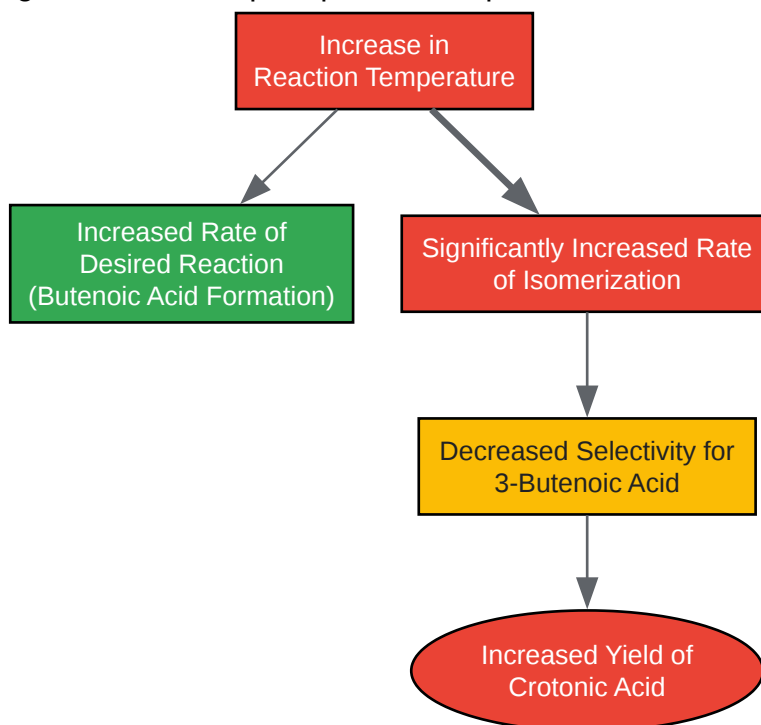 Increase in
Reaction Temperature
Increased Rate of
Desired Reaction
(Butenoic Acid Formation)
Significantly Increased Rate
of Isomerization
Decreased Selectivity for
3-Butenoic Acid
Increased Yield of
Crotonic Acid